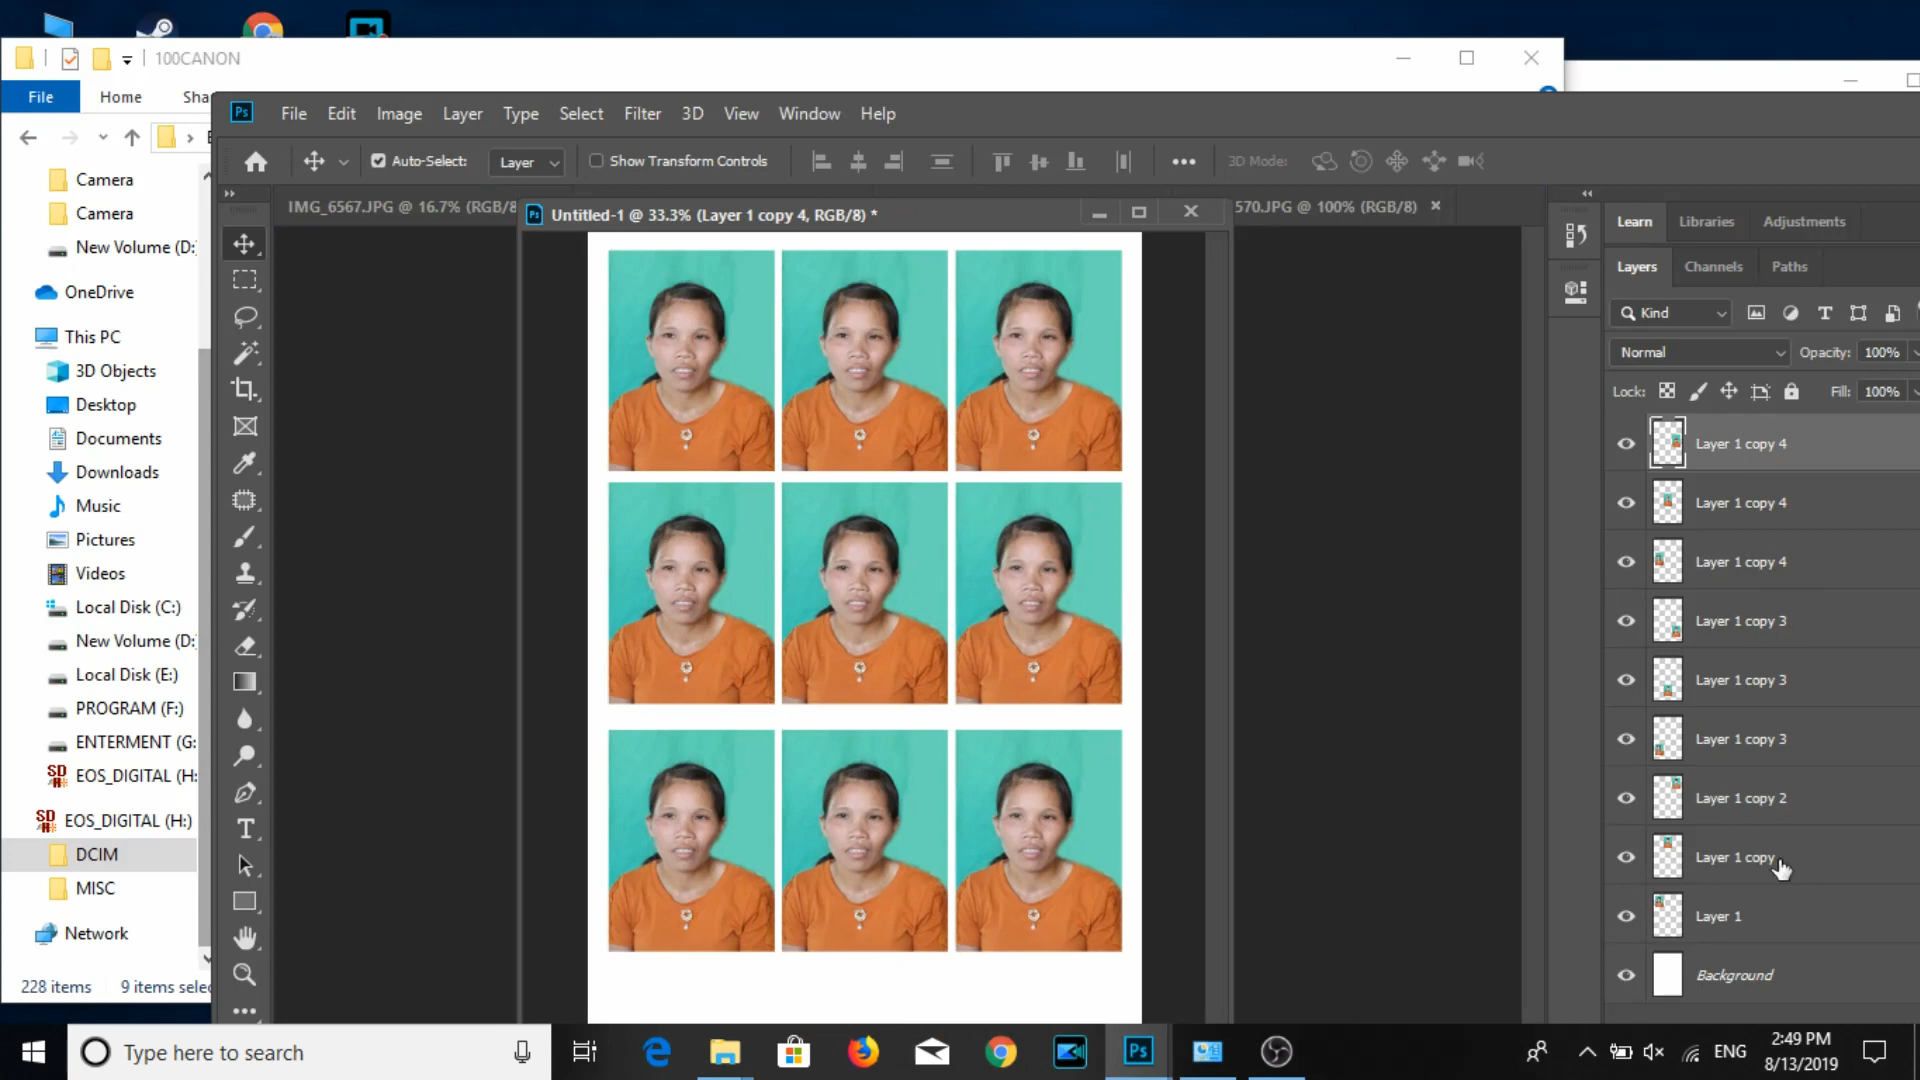 100CANON
File Home
File Edit Image Layer Type Select Filter 3D View Window Help
Auto-Select: Layer Show Transform Controls 3D Mode:
IMG_6567.JPG @ 16.7% (RGB/8
Untitled-1 @ 33.3% (Layer 1 copy 4, RGB/8) *
570.JPG @ 100% (RGB/8)
Camera
Camera
New Volume (D:
OneDrive
This PC
3D Objects
Desktop
Documents
Downloads
Music
Pictures
Videos
Local Disk (C:)
New Volume (D:
Local Disk (E:)
PROGRAM (F:)
ENTERMENT (G:
EOS_DIGITAL (H:
EOS_DIGITAL (H:)
DCIM
MISC
Network
228 items 9 items
Learn Libraries Adjustments
Layers Channels Paths
Kind
Normal Opacity: 100%
Lock: Fill: 100%
Layer 1 copy 4
Layer 1 copy 4
Layer 1 copy 4
Layer 1 copy 3
Layer 1 copy 3
Layer 1 copy 3
Layer 1 copy 2
Layer 1 copy
Layer 1
Background
Type here to search
ENG
2:49 PM
8/13/2019